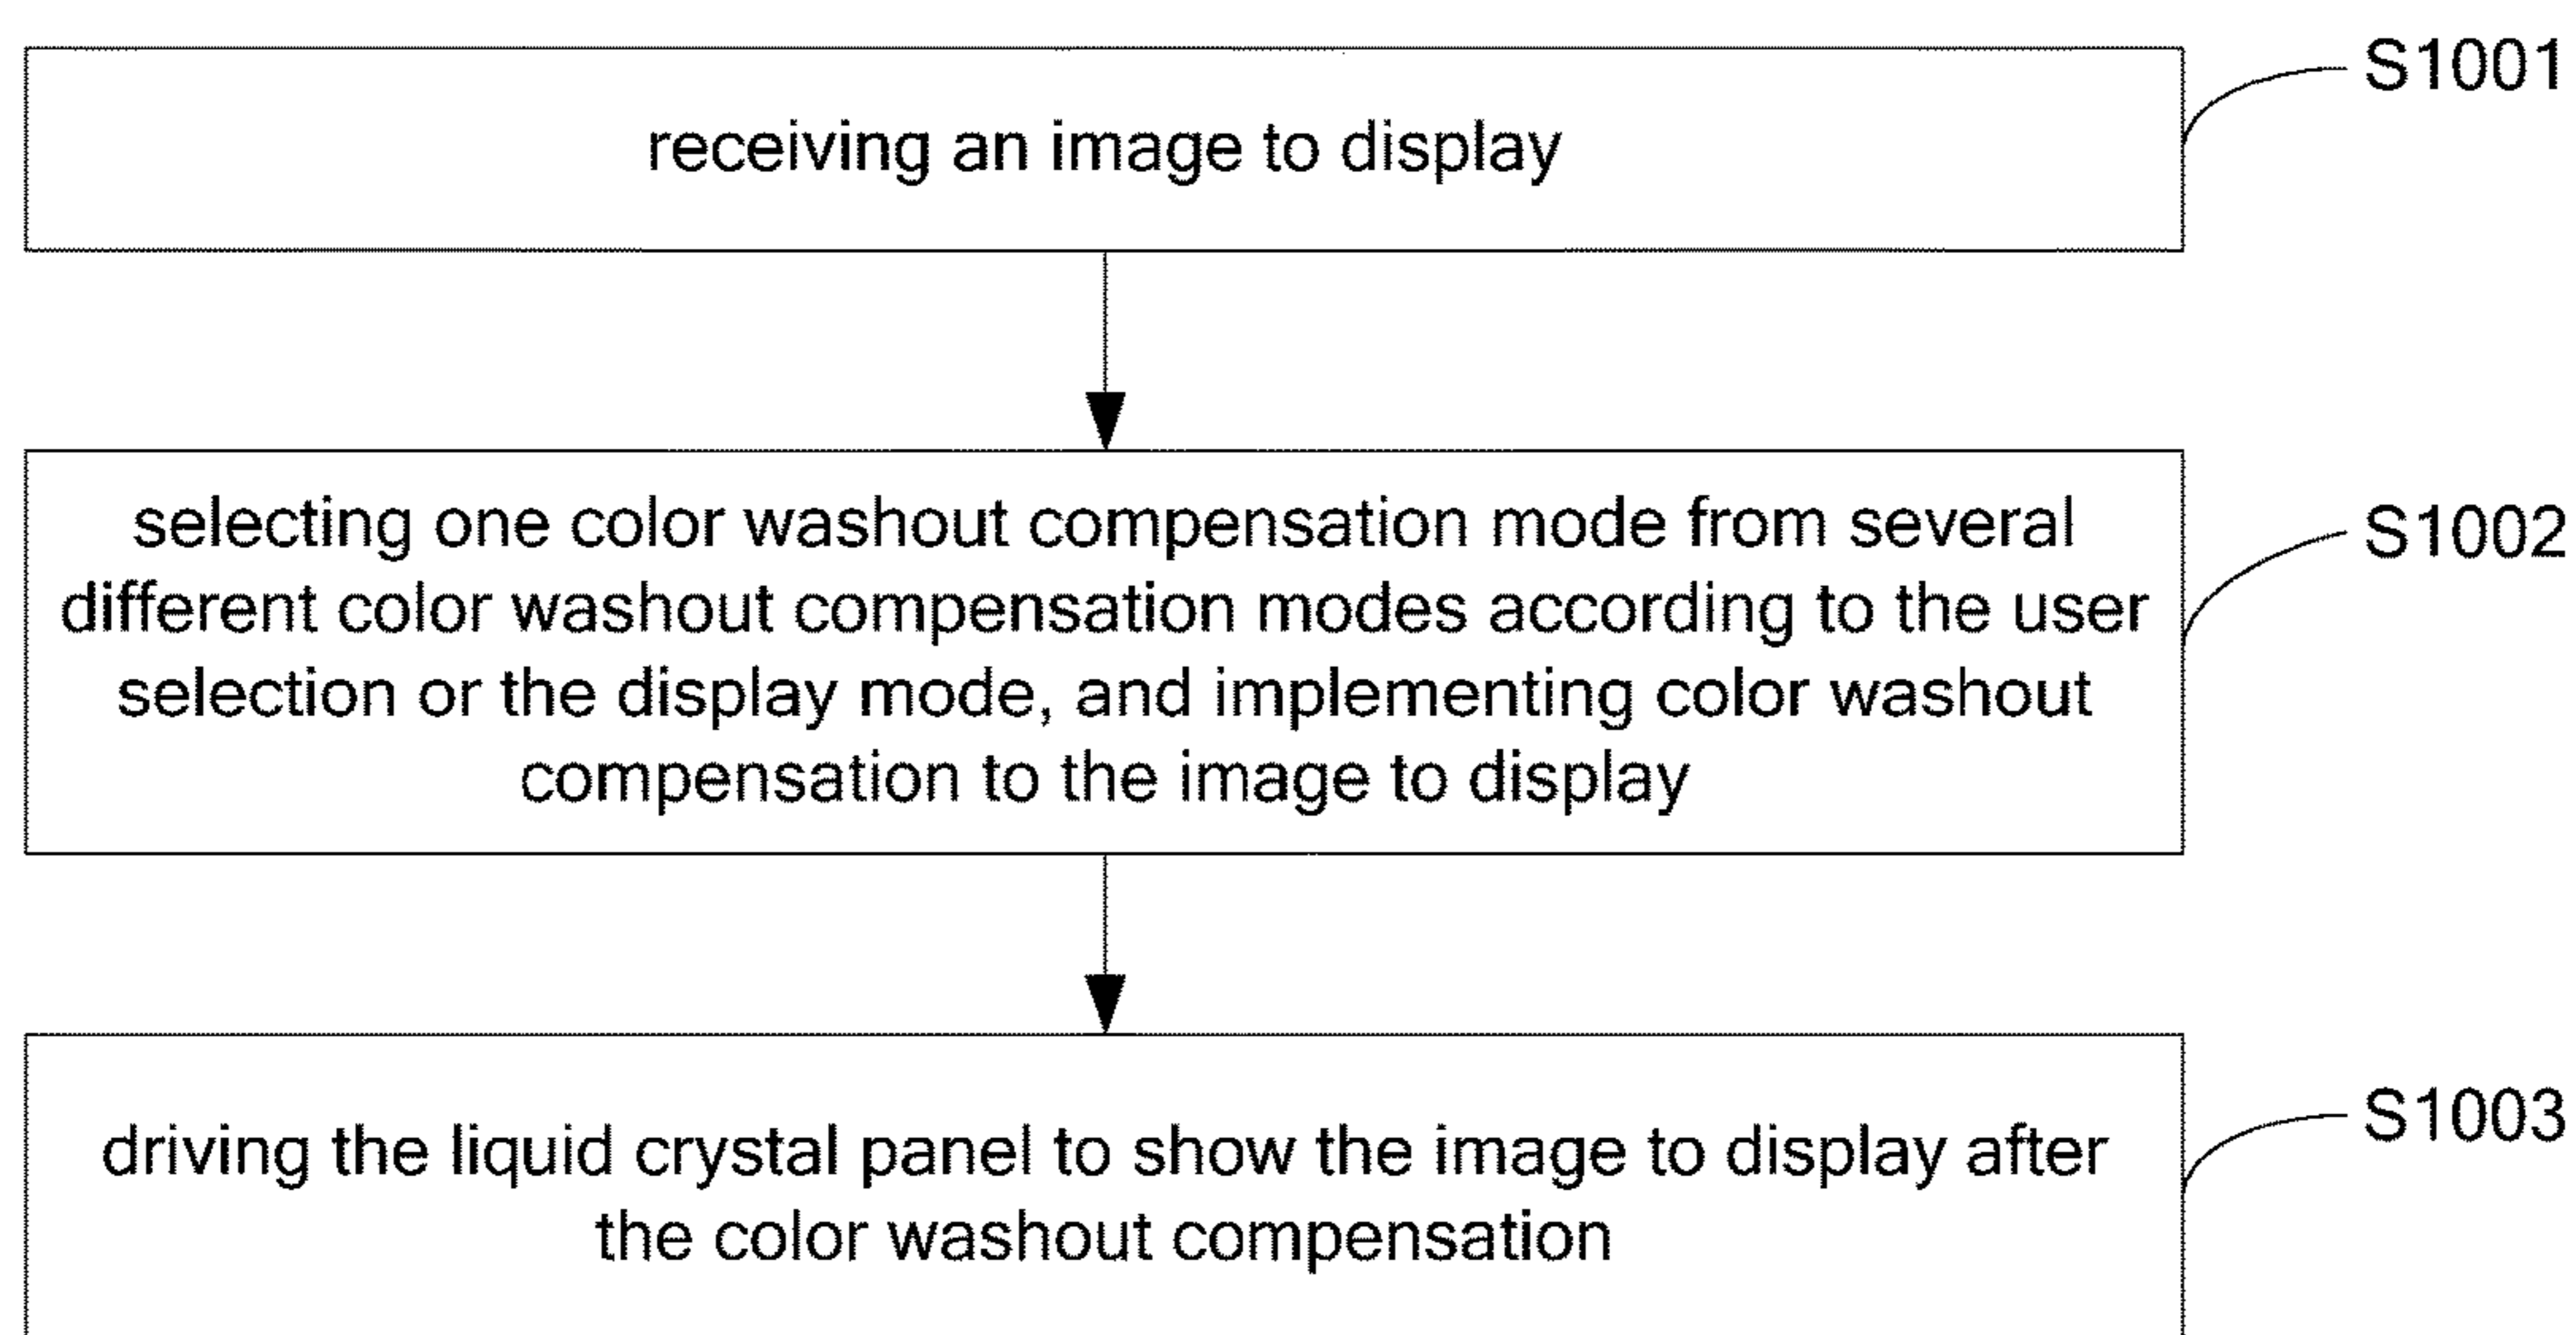 S1001
receiving an image to display
selecting one color washout compensation mode from several
different color washout compensation modes according to the user
selection or the display mode, and implementing color washout
compensation to the image to display
S1002
driving the liquid crystal panel to show the image to display after
the color washout compensation
S1003